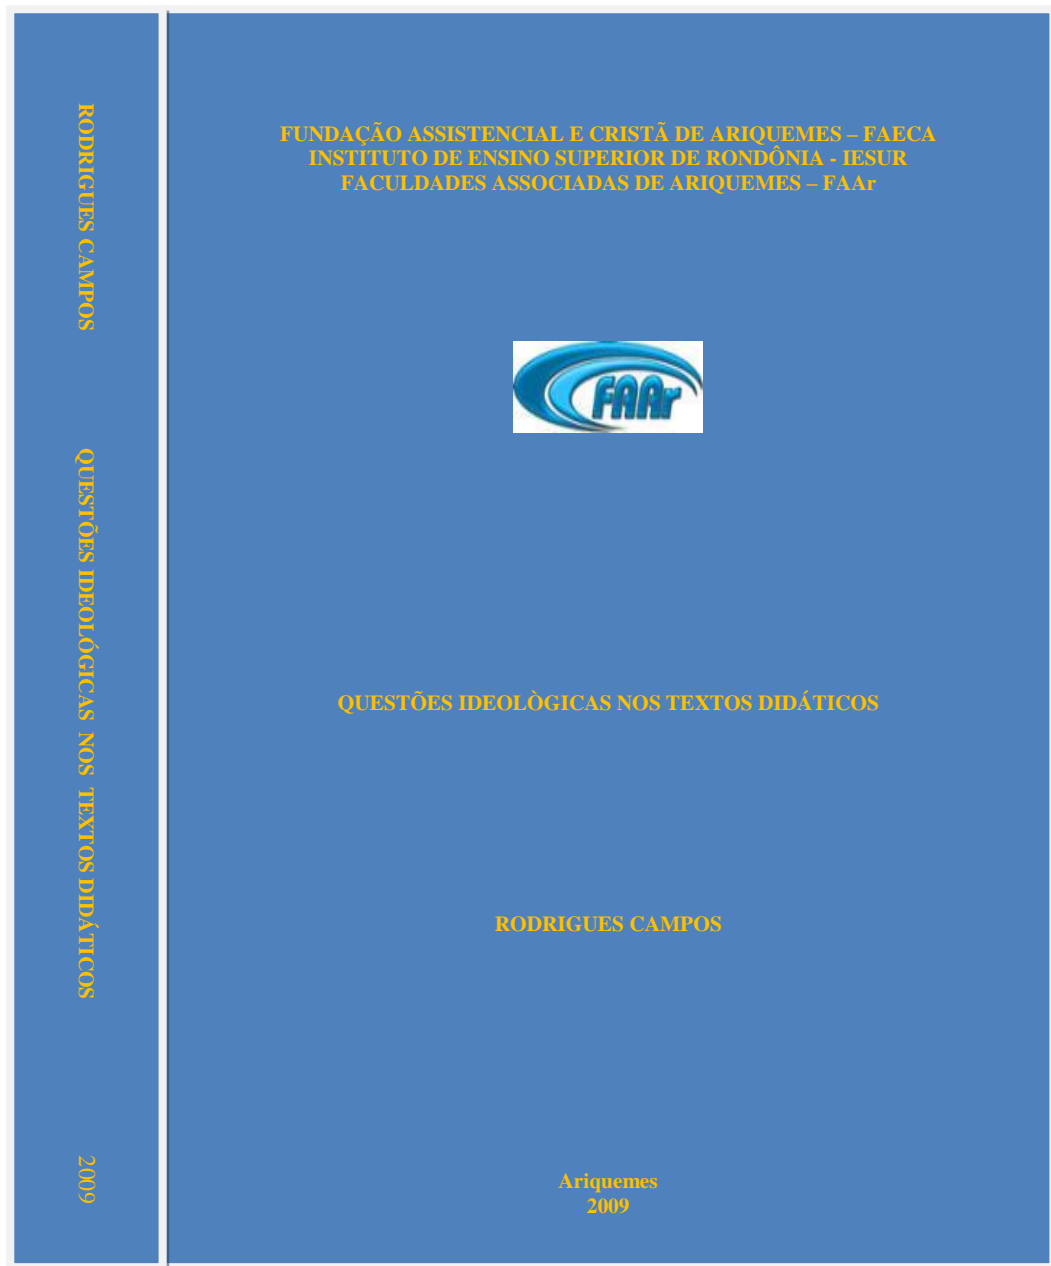 RODRIGUES CAMPOS
QUESTÕES IDEOLÓGICAS NOS TEXTOS DIDÁTICOS
2009
FUNDAÇÃO ASSISTENCIAL E CRISTÃ DE ARIQUEMES – FAECA
INSTITUTO DE ENSINO SUPERIOR DE RONDÔNIA - IESUR
FACULDADES ASSOCIADAS DE ARIQUEMES – FAAr
FAAr
QUESTÕES IDEOLÒGICAS NOS TEXTOS DIDÁTICOS
RODRIGUES CAMPOS
Ariquemes
2009